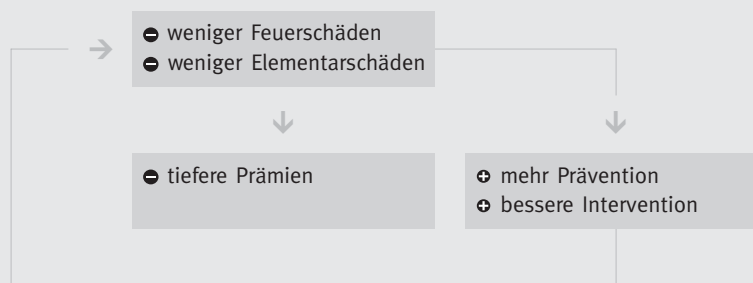 weniger Feuerschäden
weniger Elementarschäden
tiefere Prämien
mehr Prävention
bessere Intervention